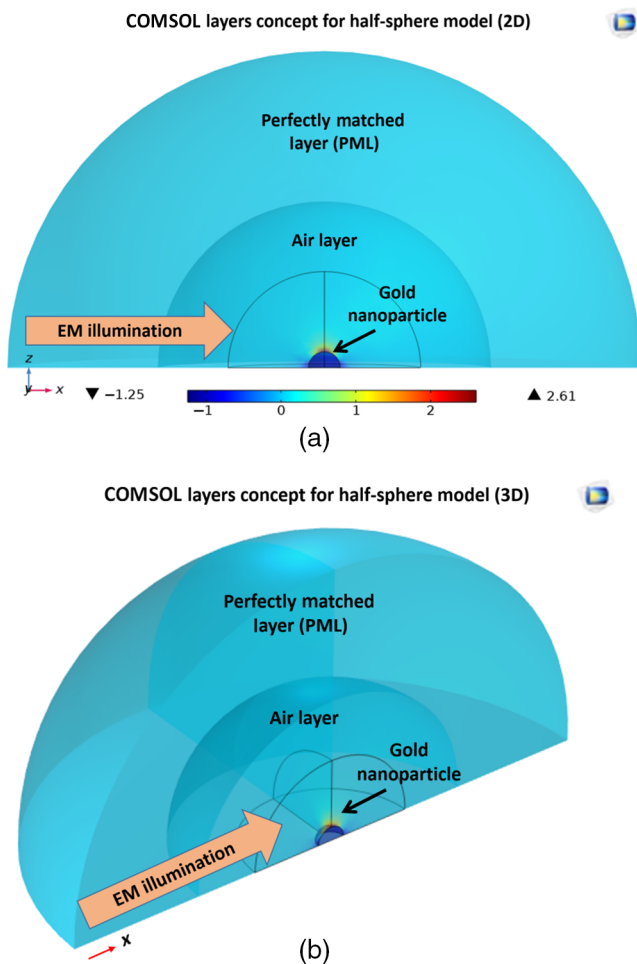 COMSOL layers concept for half-sphere model (2D)
Perfectly matched
layer (PML)
Air layer
Gold
nanoparticle
EM illumination
z
y x
▼ −1.25
−1 0 1 2
▲ 2.61
(a)
COMSOL layers concept for half-sphere model (3D)
Perfectly matched
layer (PML)
Air layer
Gold
nanoparticle
EM illumination
x
(b)